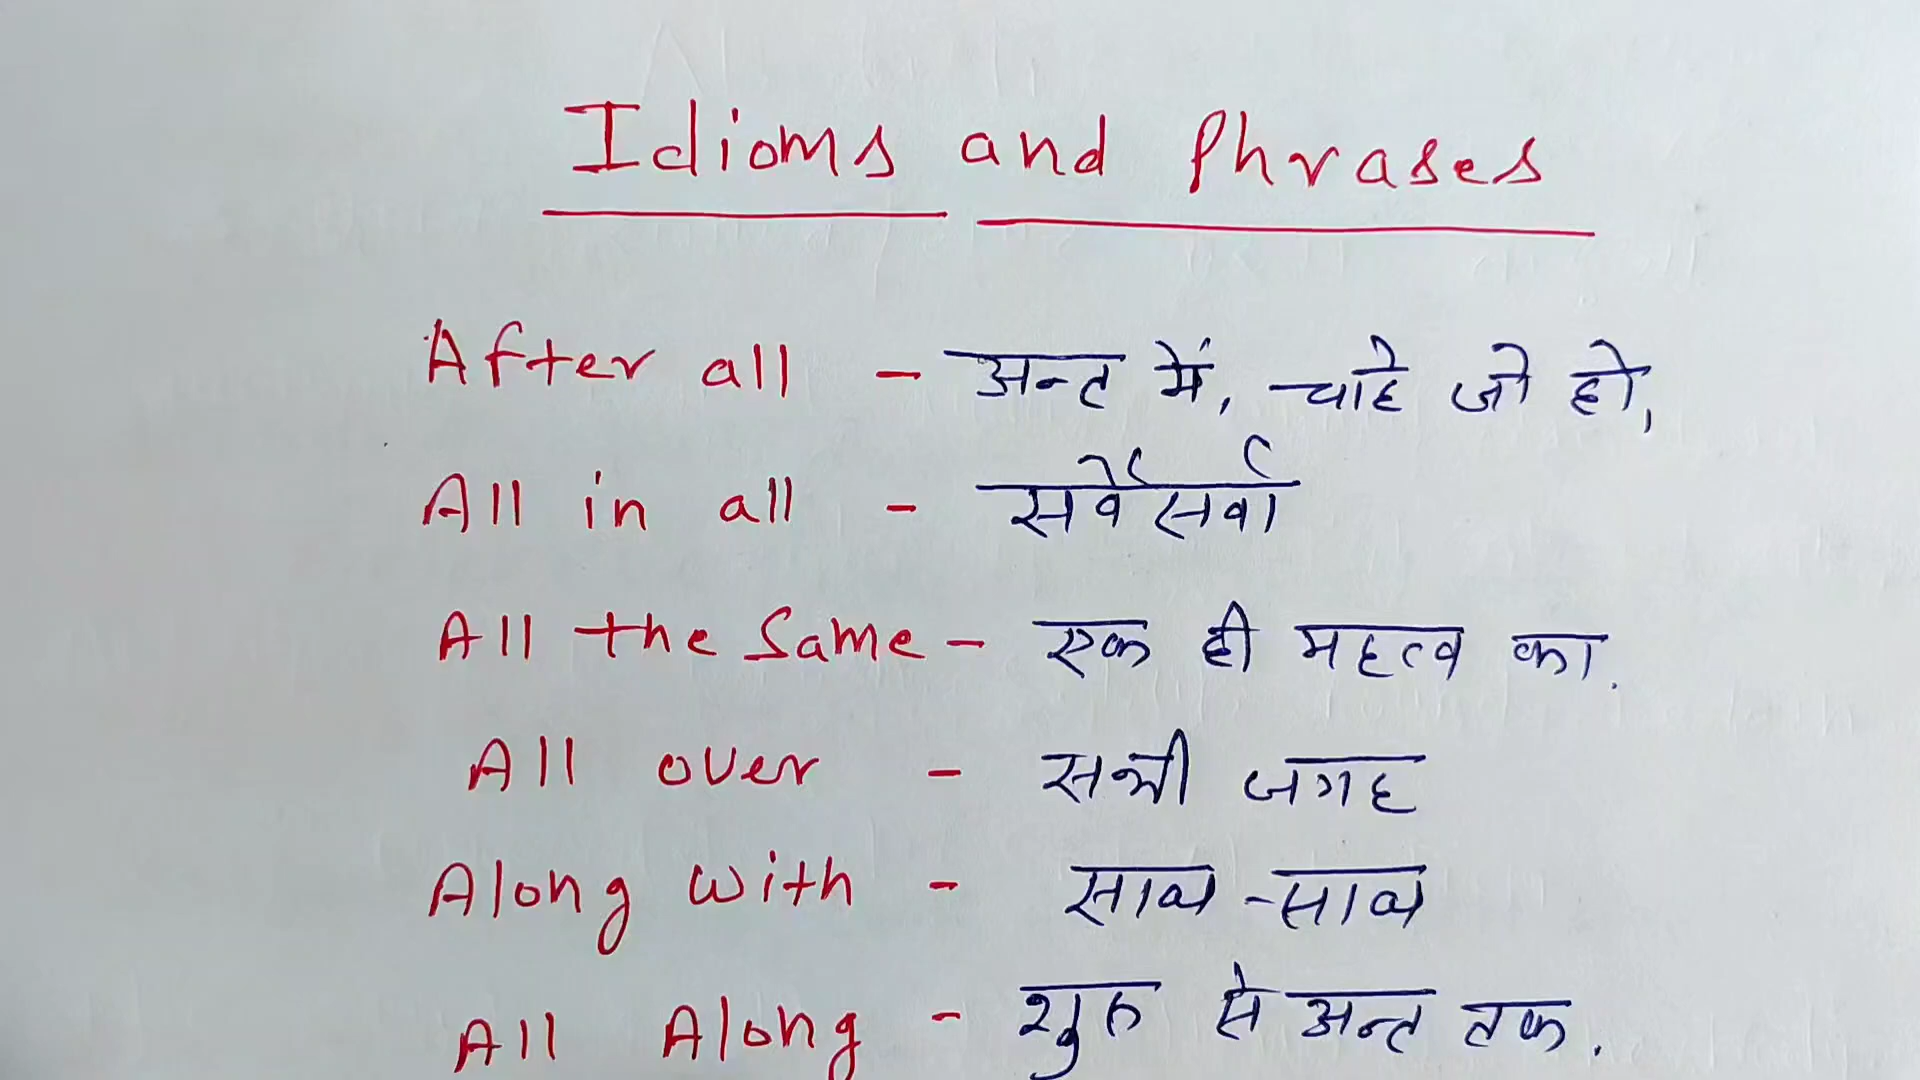 Idioms and Phrases
After all - अन्त में, चाहे जो हो,
All in all - सर्वेसर्वा
All the Same - एक ही महत्व का.
All over - सभी जगह
Along with - साथ-साथ
All Along - शुरू से अन्त तक.